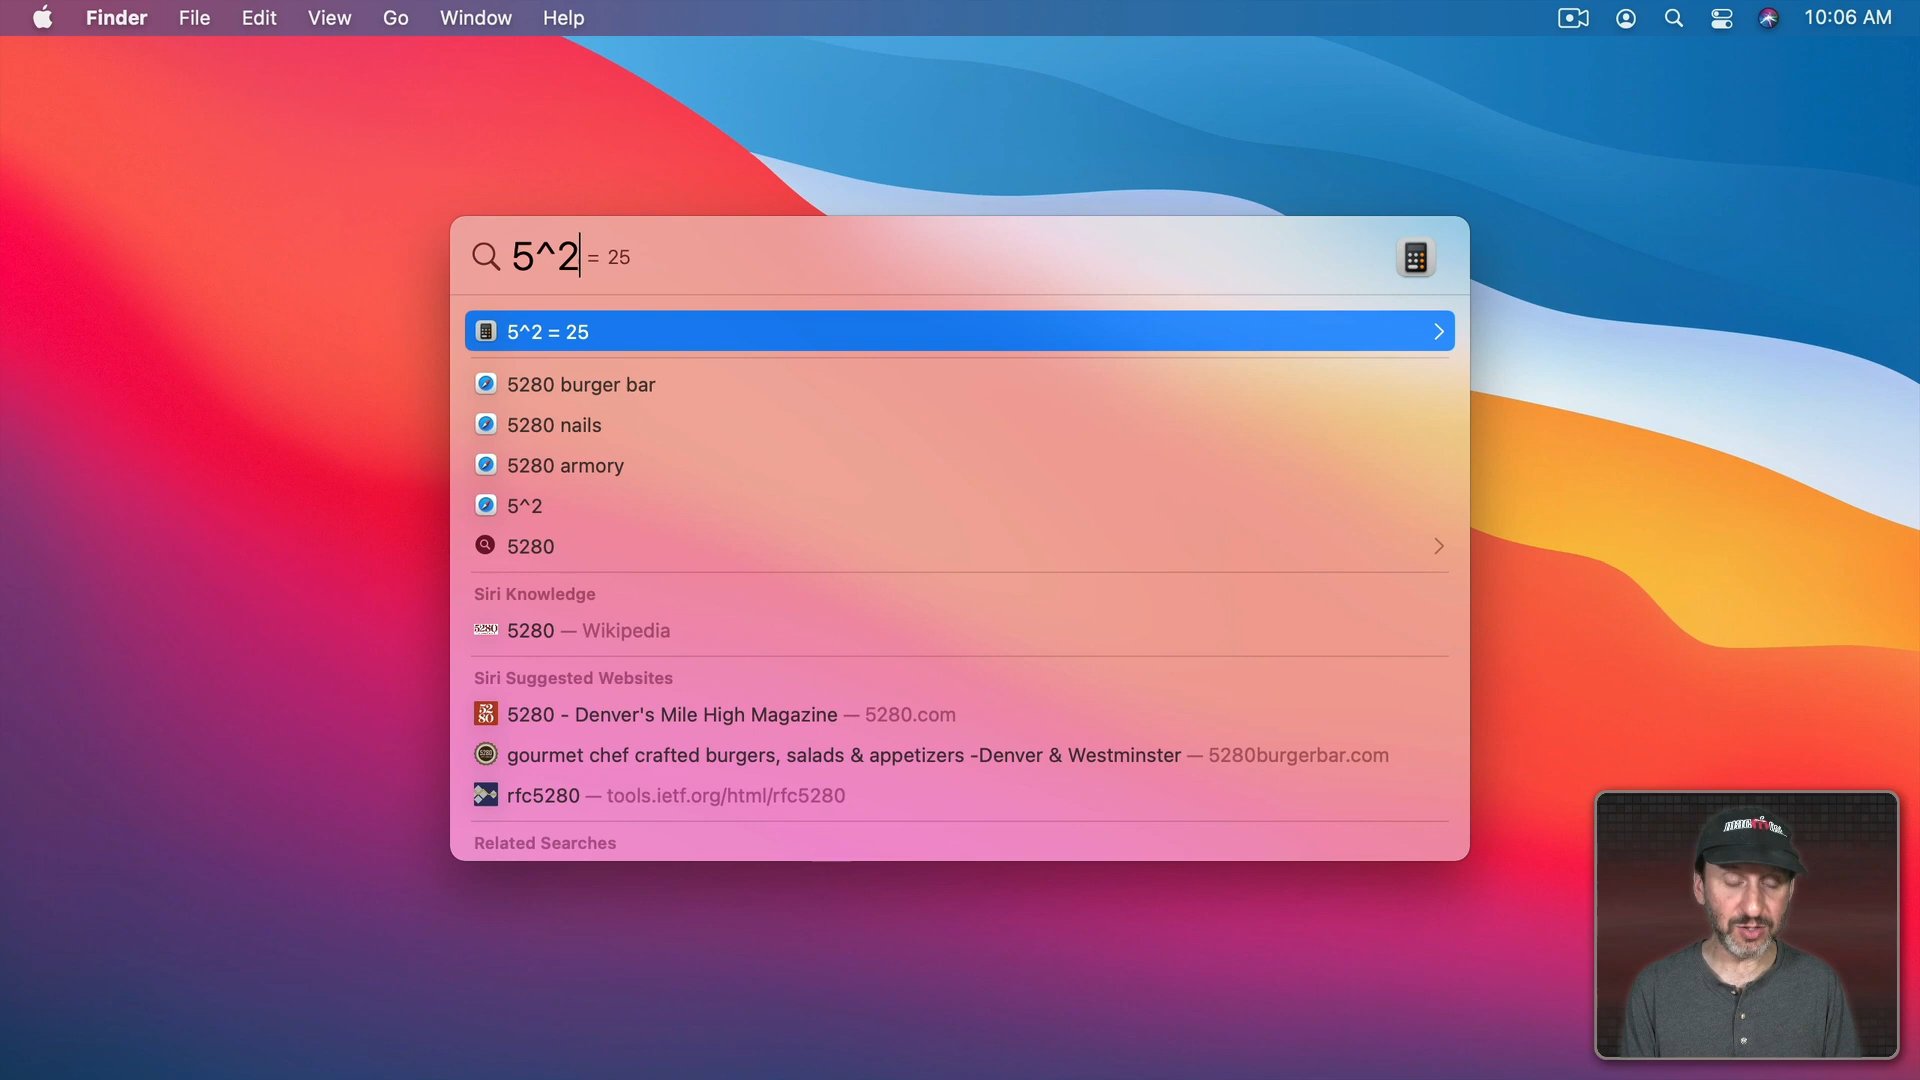 Finder File Edit View Go Window Help 10:06 AM
5^2 = 25
5^2 = 25
5280 burger bar
5280 nails
5280 armory
5^2
5280
Siri Knowledge
5280 — Wikipedia
Siri Suggested Websites
5280 - Denver's Mile High Magazine — 5280.com
gourmet chef crafted burgers, salads & appetizers -Denver & Westminster — 5280burgerbar.com
rfc5280 — tools.ietf.org/html/rfc5280
Related Searches